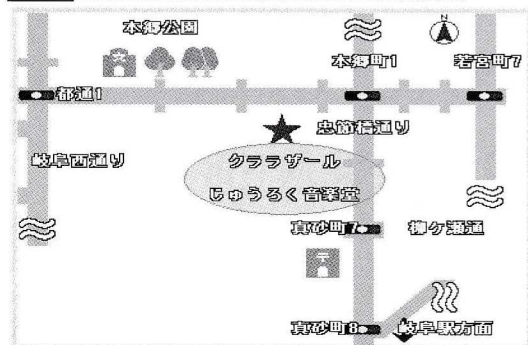 本郷公園
N
本郷町1
若宮町7
都通1
忠節橋通り
岐阜西通り
クララザール
じゅうろく音楽堂
真砂町7
柳ケ瀬通
〒
真砂町8
岐阜駅方面